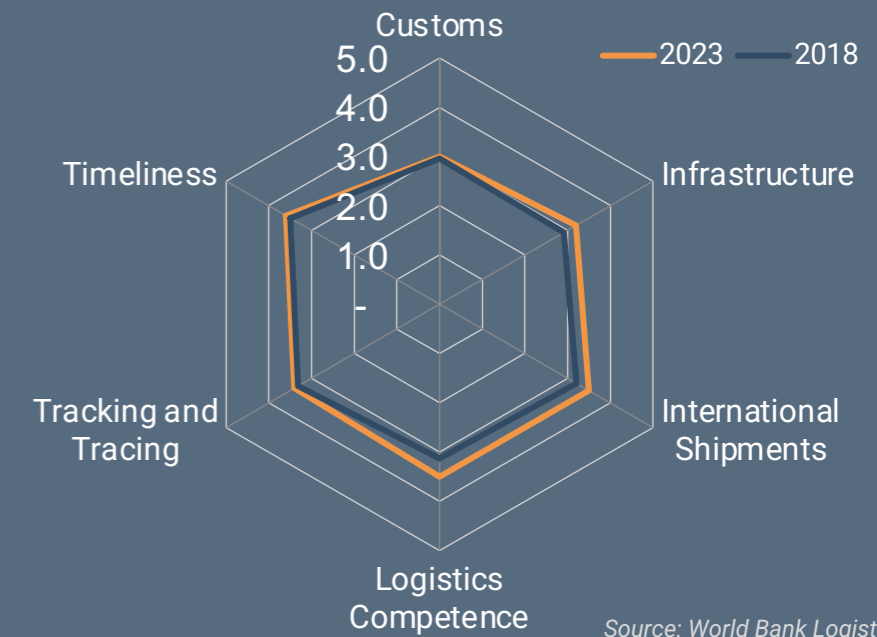 Customs
2023
2018
5.0
4.0
3.0
2.0
1.0
-
Timeliness
Infrastructure
Tracking and
Tracing
International
Shipments
Logistics
Competence
Source: World Bank Logist